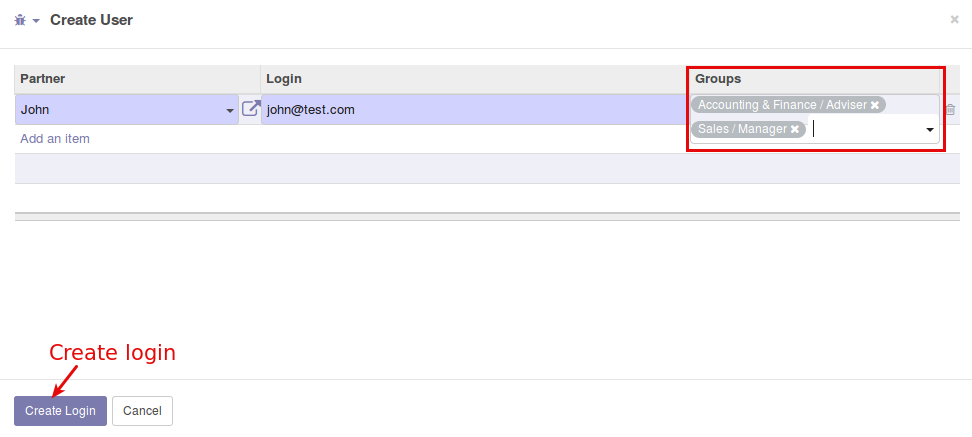 Create User
×
Partner Login Groups
John john@test.com Accounting & Finance / Adviser ×
Sales / Manager ×
Add an item
Create login
Create Login Cancel